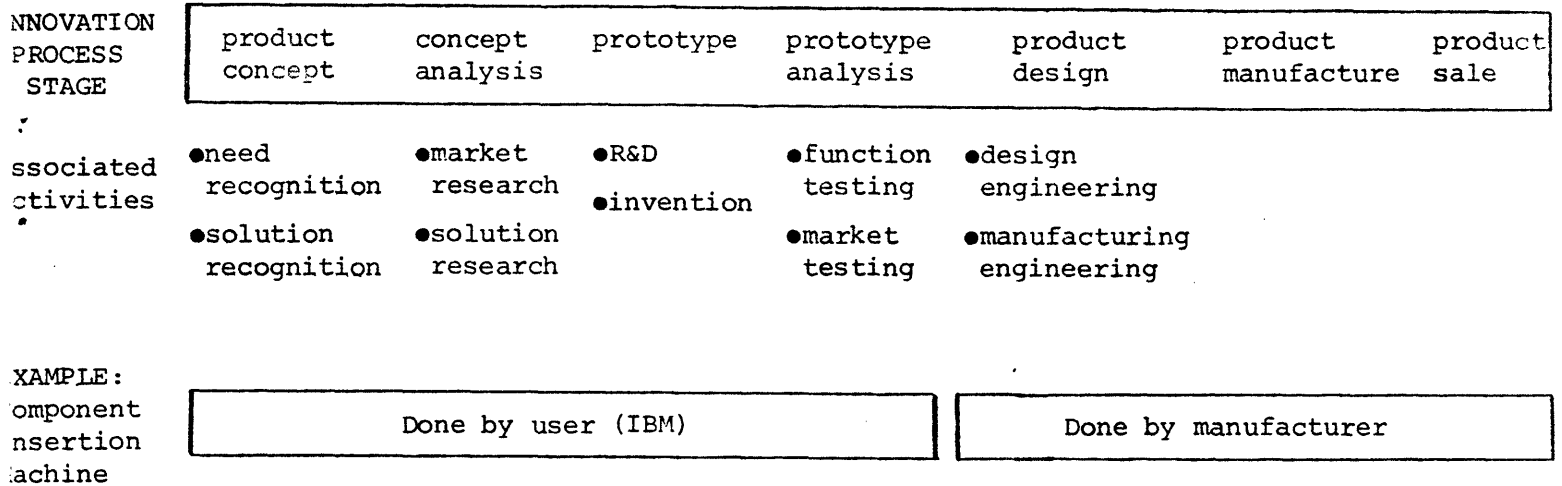 NNOVATION
PROCESS
STAGE
product concept prototype prototype product product product
concept analysis analysis design manufacture sale
ssociated
ctivities
●need ●market ●R&D ●function ●design
recognition research testing engineering
●invention
●solution ●solution ●market ●manufacturing
recognition research testing engineering
XAMPLE:
omponent
nsertion
achine
Done by user (IBM) Done by manufacturer